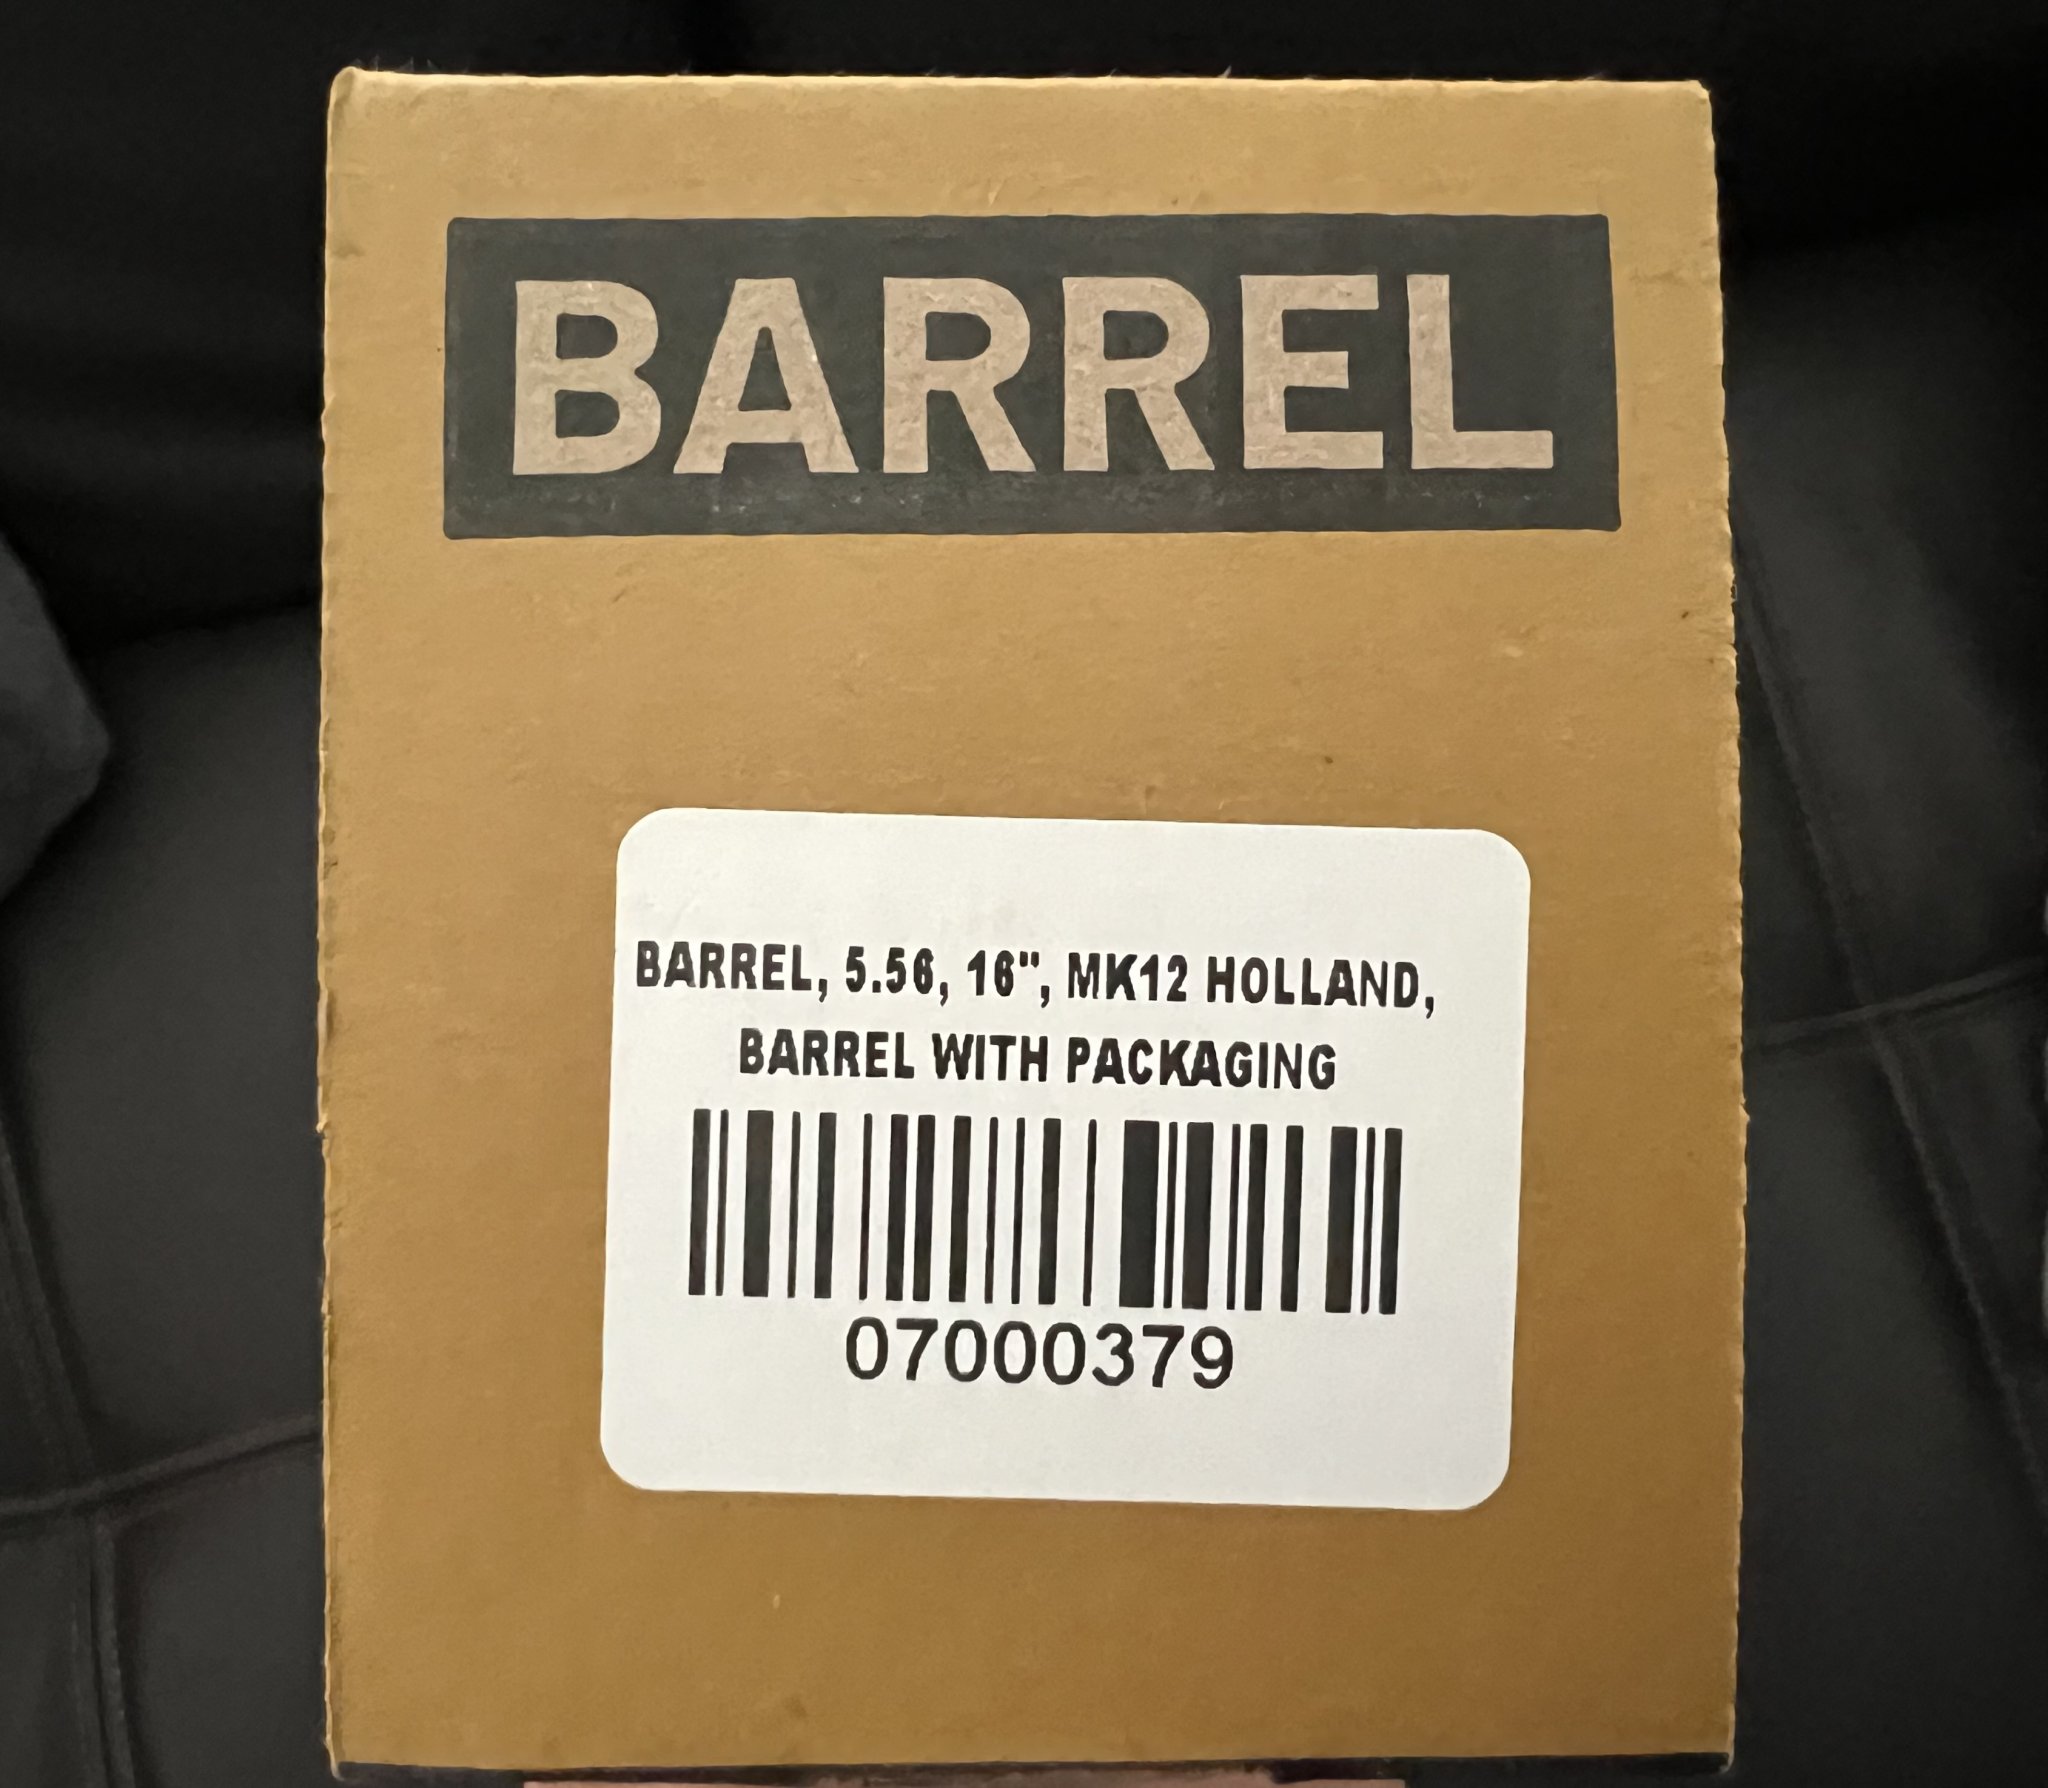 BARREL
BARREL, 5.56, 16", MK12 HOLLAND,
BARREL WITH PACKAGING
07000379